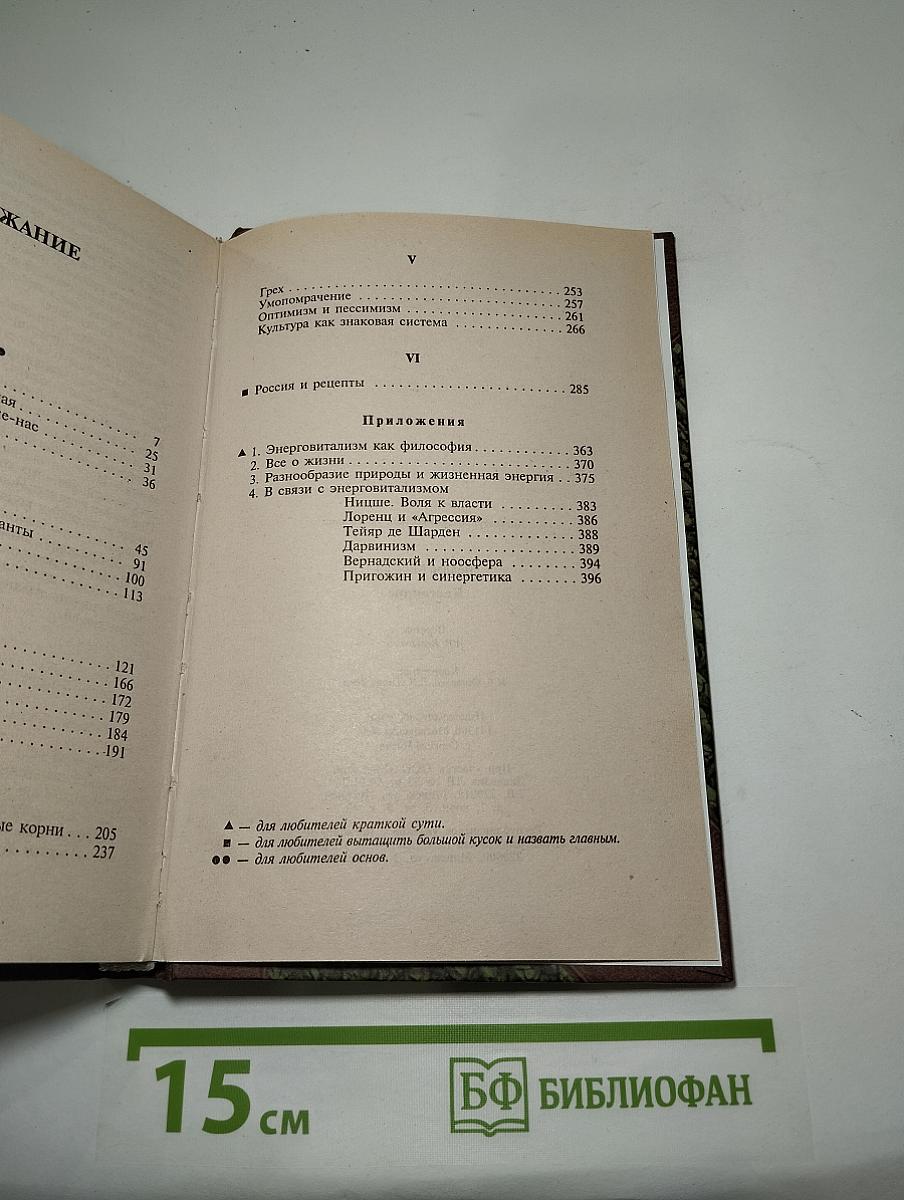 ЖАНИЕ
ая . . . 7
е-нас . . . 25
. . . 31
. . . 36
анты . . . 45
. . . 91
. . . 100
. . . 113
. . . 121
. . . 166
. . . 172
. . . 179
. . . 184
. . . 191
ые корни . . . 205
. . . 237
V
Грех . . . 253
Умопомрачение . . . 257
Оптимизм и пессимизм . . . 261
Культура как знаковая система . . . 266
VI
■ Россия и рецепты . . . 285
Приложения
▲ 1. Энерговитализм как философия . . . 363
2. Все о жизни . . . 370
3. Разнообразие природы и жизненная энергия . . 375
4. В связи с энерговитализмом
Ницше. Воля к власти . . . 383
Лоренц и «Агрессия» . . . 386
Тейяр де Шарден . . . 388
Дарвинизм . . . 389
Вернадский и ноосфера . . . 394
Пригожин и синергетика . . . 396
▲ — для любителей краткой сути.
■ — для любителей вытащить большой кусок и назвать главным.
●● — для любителей основ.
15 см
БФ БИБЛИОФАН